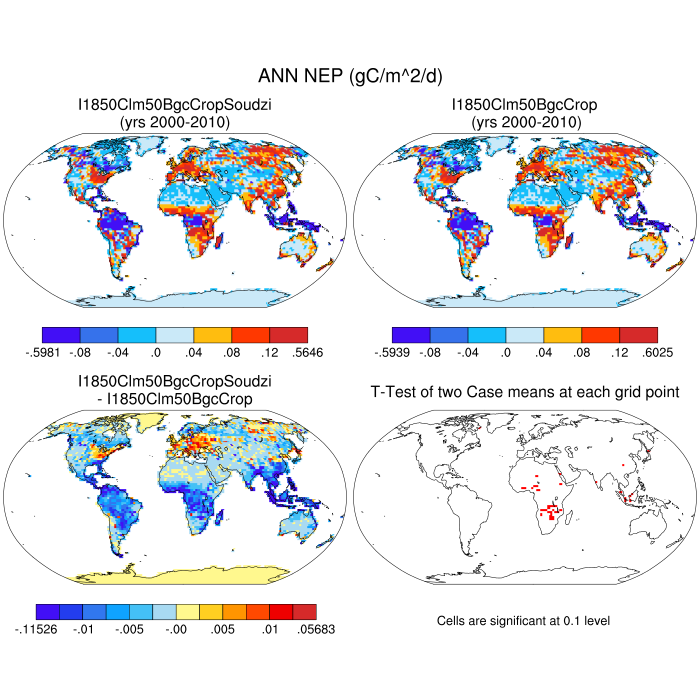 ANN NEP (gC/m^2/d)
I1850Clm50BgcCropSoudzi
(yrs 2000-2010)
I1850Clm50BgcCrop
(yrs 2000-2010)
-.5981 -.08 -.04 .0 .04 .08 .12 .5646
-.5939 -.08 -.04 .0 .04 .08 .12 .6025
I1850Clm50BgcCropSoudzi
- I1850Clm50BgcCrop
T-Test of two Case means at each grid point
-.11526 -.01 -.005 -.00 .005 .01 .05683
Cells are significant at 0.1 level